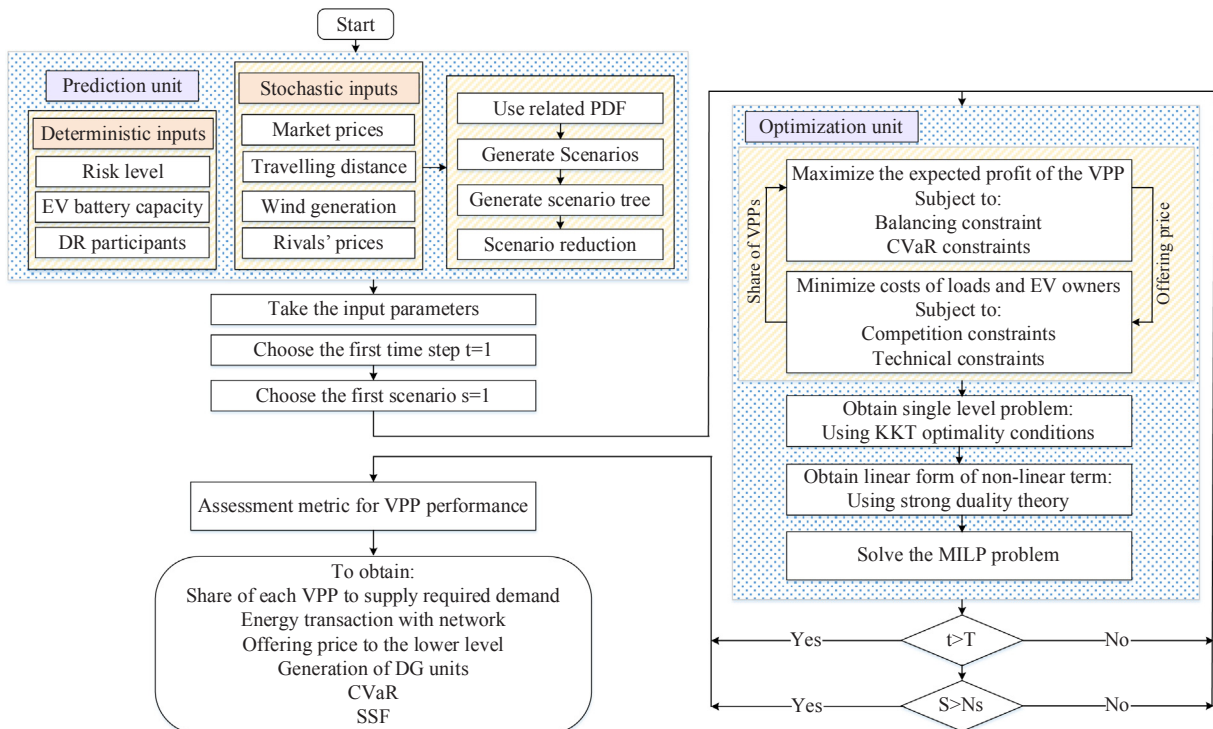 Start
Prediction unit
Deterministic inputs
Risk level
EV battery capacity
DR participants
Stochastic inputs
Market prices
Travelling distance
Wind generation
Rivals’ prices
Use related PDF
Generate Scenarios
Generate scenario tree
Scenario reduction
Take the input parameters
Choose the first time step t=1
Choose the first scenario s=1
Optimization unit
Share of VPPs
Maximize the expected profit of the VPP
Subject to:
Balancing constraint
CVaR constraints
Offering price
Minimize costs of loads and EV owners
Subject to:
Competition constraints
Technical constraints
Obtain single level problem:
Using KKT optimality conditions
Obtain linear form of non-linear term:
Using strong duality theory
Solve the MILP problem
Yes
t>T
No
Yes
S>Ns
No
Assessment metric for VPP performance
To obtain:
Share of each VPP to supply required demand
Energy transaction with network
Offering price to the lower level
Generation of DG units
CVaR
SSF